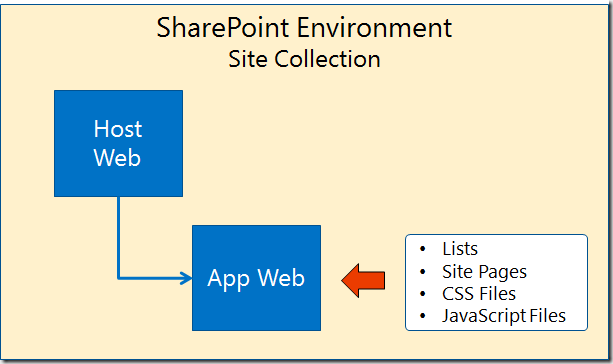 SharePoint Environment
Site Collection
Host
Web
App Web
• Lists
• Site Pages
• CSS Files
• JavaScript Files